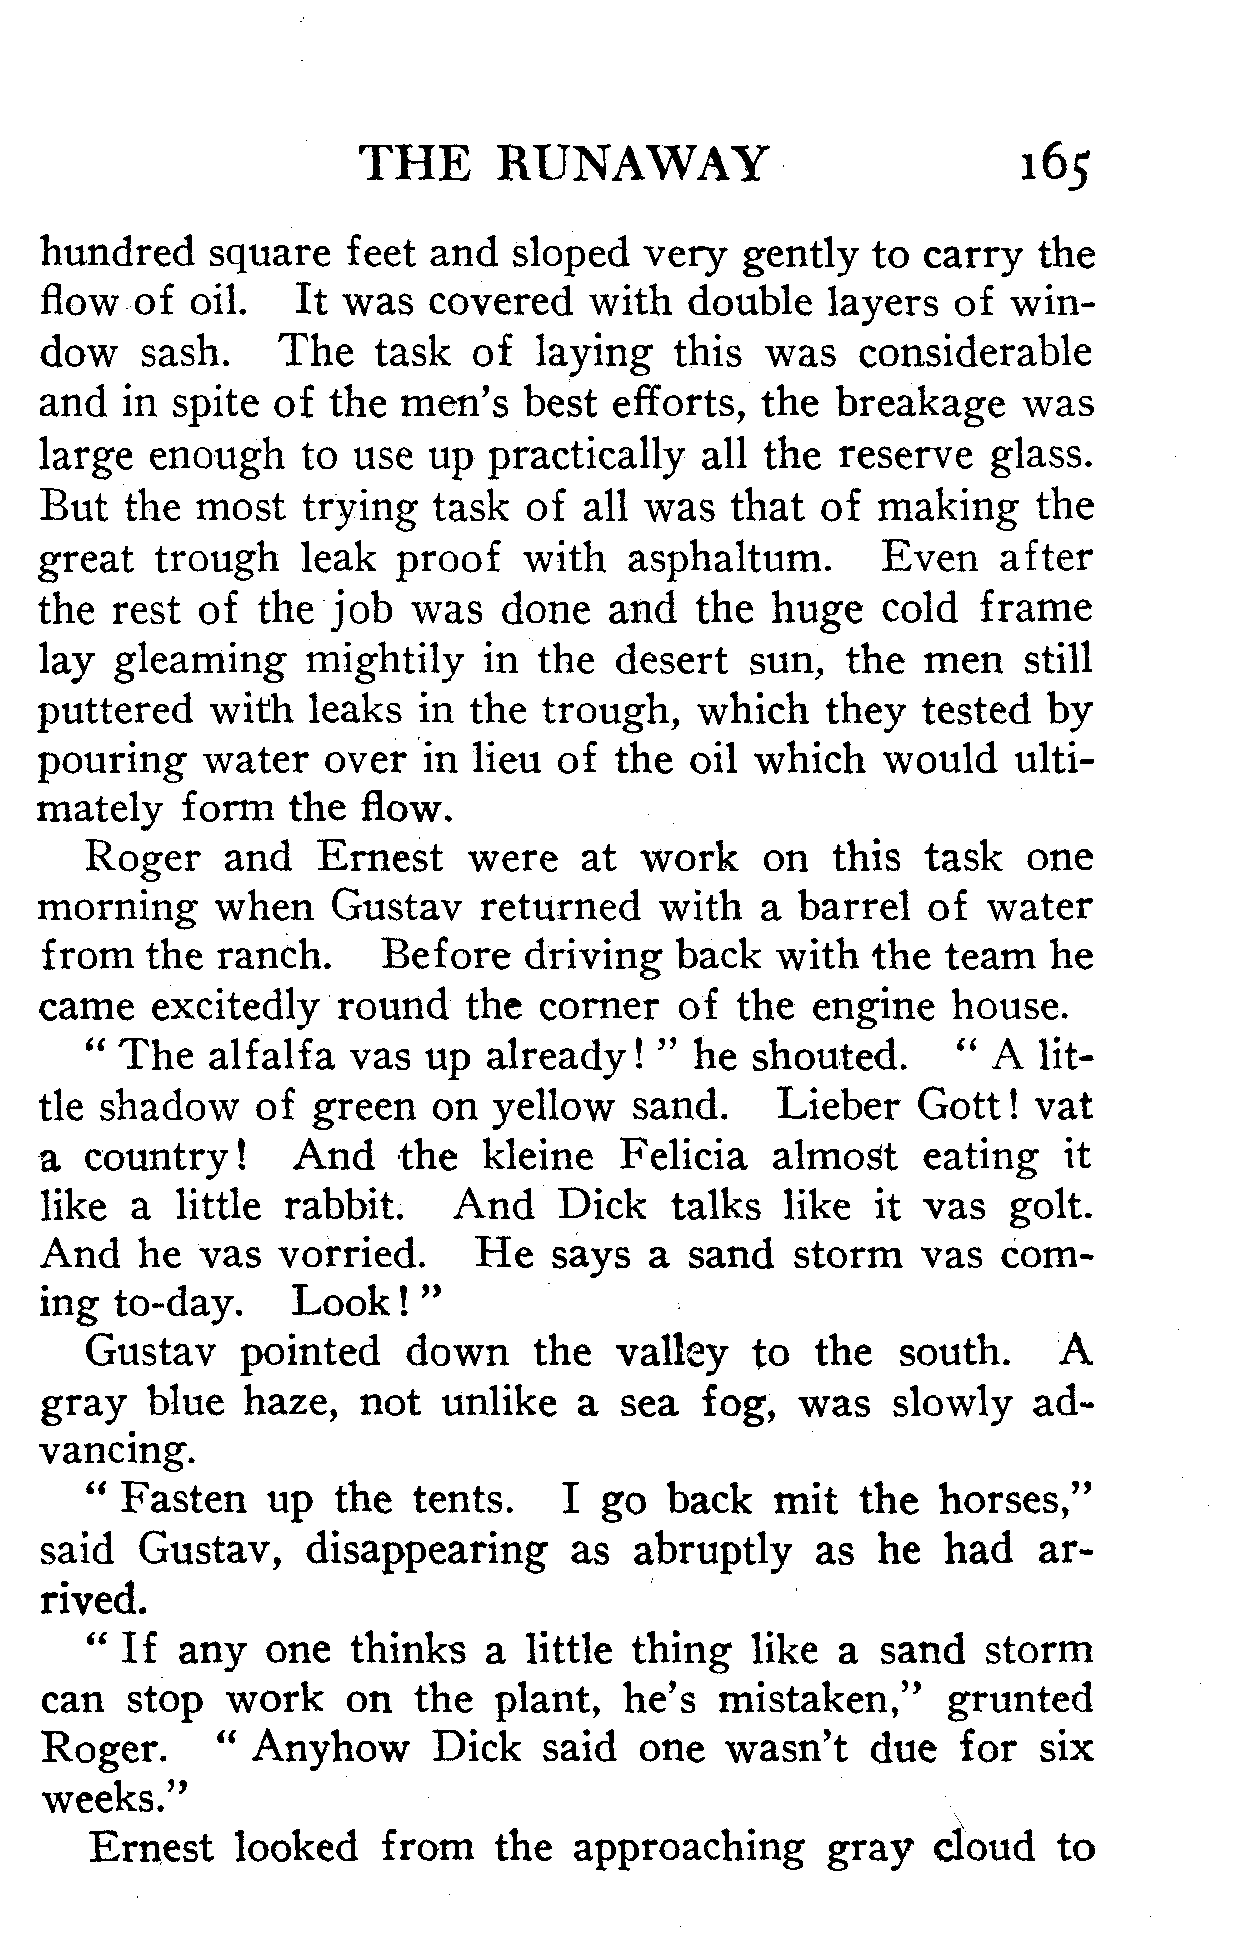 THE RUNAWAY 165
hundred square feet and sloped very gently to carry the
flow of oil. It was covered with double layers of win-
dow sash. The task of laying this was considerable
and in spite of the men's best efforts, the breakage was
large enough to use up practically all the reserve glass.
But the most trying task of all was that of making the
great trough leak proof with asphaltum. Even after
the rest of the job was done and the huge cold frame
lay gleaming mightily in the desert sun, the men still
puttered with leaks in the trough, which they tested by
pouring water over in lieu of the oil which would ulti-
mately form the flow.
Roger and Ernest were at work on this task one
morning when Gustav returned with a barrel of water
from the ranch. Before driving back with the team he
came excitedly round the corner of the engine house.
" The alfalfa vas up already! " he shouted. " A lit-
tle shadow of green on yellow sand. Lieber Gott! vat
a country! And the kleine Felicia almost eating it
like a little rabbit. And Dick talks like it vas golt.
And he vas vorried. He says a sand storm vas com-
ing to-day. Look! "
Gustav pointed down the valley to the south. A
gray blue haze, not unlike a sea fog, was slowly ad-
vancing.
" Fasten up the tents. I go back mit the horses,"
said Gustav, disappearing as abruptly as he had ar-
rived.
" If any one thinks a little thing like a sand storm
can stop work on the plant, he's mistaken," grunted
Roger. " Anyhow Dick said one wasn't due for six
weeks."
Ernest looked from the approaching gray cloud to